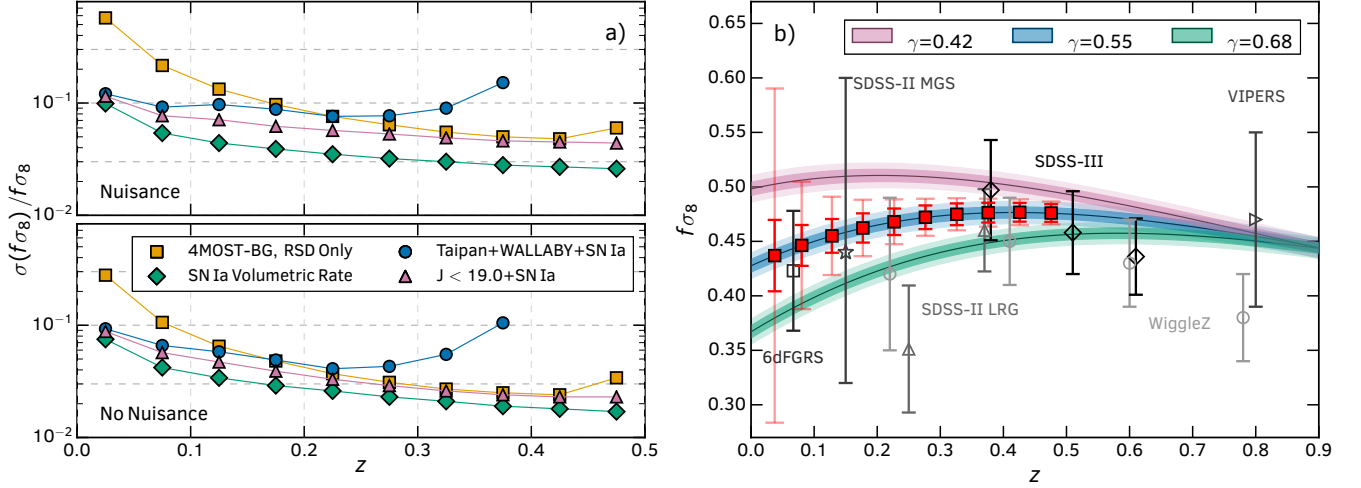 a)
10⁻¹
10⁻²
Nuisance
σ(fσ₈) / fσ₈
4MOST-BG, RSD Only
Taipan+WALLABY+SN Ia
SN Ia Volumetric Rate
J < 19.0+SN Ia
10⁻¹
10⁻²
No Nuisance
0.0 0.1 0.2 0.3 0.4 0.5
z
b)
γ=0.42 γ=0.55 γ=0.68
0.65
0.60
0.55
0.50
0.45
0.40
0.35
0.30
fσ₈
SDSS-II MGS
VIPERS
SDSS-III
SDSS-II LRG
WiggleZ
6dFGRS
0.0 0.1 0.2 0.3 0.4 0.5 0.6 0.7 0.8 0.9
z